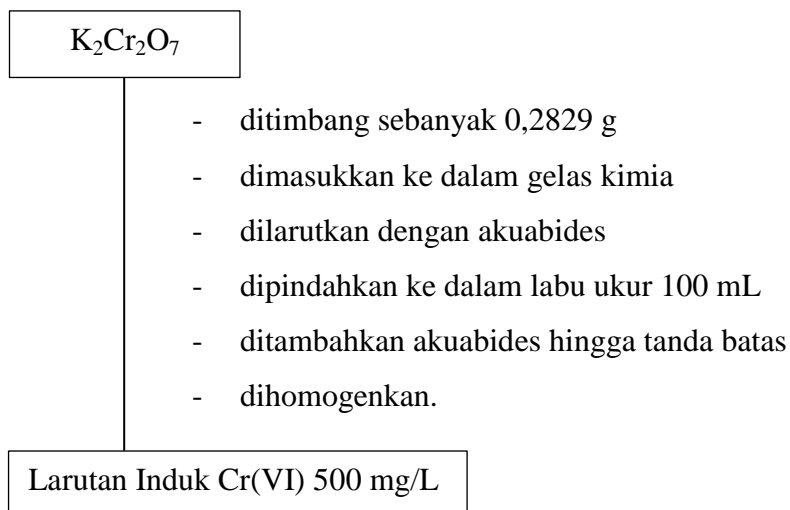 K₂Cr₂O₇
- ditimbang sebanyak 0,2829 g
- dimasukkan ke dalam gelas kimia
- dilarutkan dengan akuabides
- dipindahkan ke dalam labu ukur 100 mL
- ditambahkan akuabides hingga tanda batas
- dihomogenkan.
Larutan Induk Cr(VI) 500 mg/L